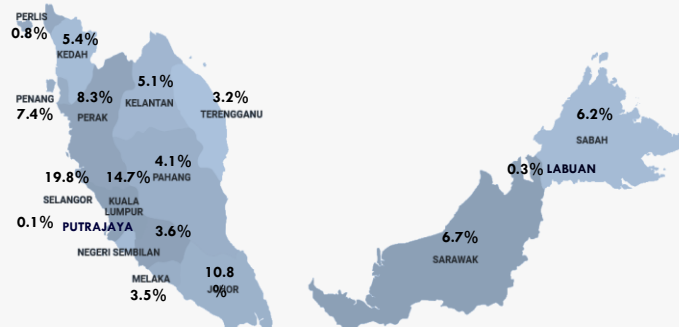 PERLIS
0.8%
5.4%
KEDAH
PENANG
7.4%
8.3%
PERAK
5.1%
KELANTAN
3.2%
TERENGGANU
4.1%
PAHANG
19.8%
SELANGOR
14.7%
KUALA
LUMPUR
0.1%
PUTRAJAYA
3.6%
NEGERI SEMBILAN
MELAKA
3.5%
10.8
%
JOHOR
6.2%
SABAH
0.3%
LABUAN
6.7%
SARAWAK